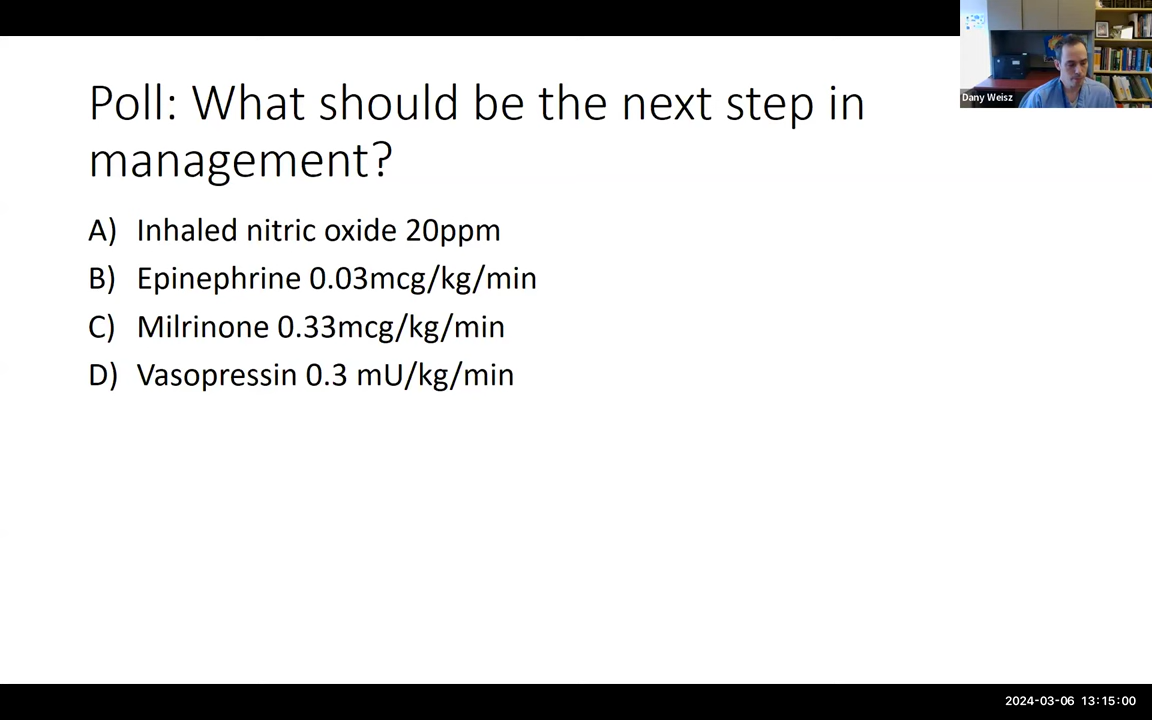 Poll: What should be the next step in
management?
A) Inhaled nitric oxide 20ppm
B) Epinephrine 0.03mcg/kg/min
C) Milrinone 0.33mcg/kg/min
D) Vasopressin 0.3 mU/kg/min
Dany Weisz
2024-03-06 13:15:00